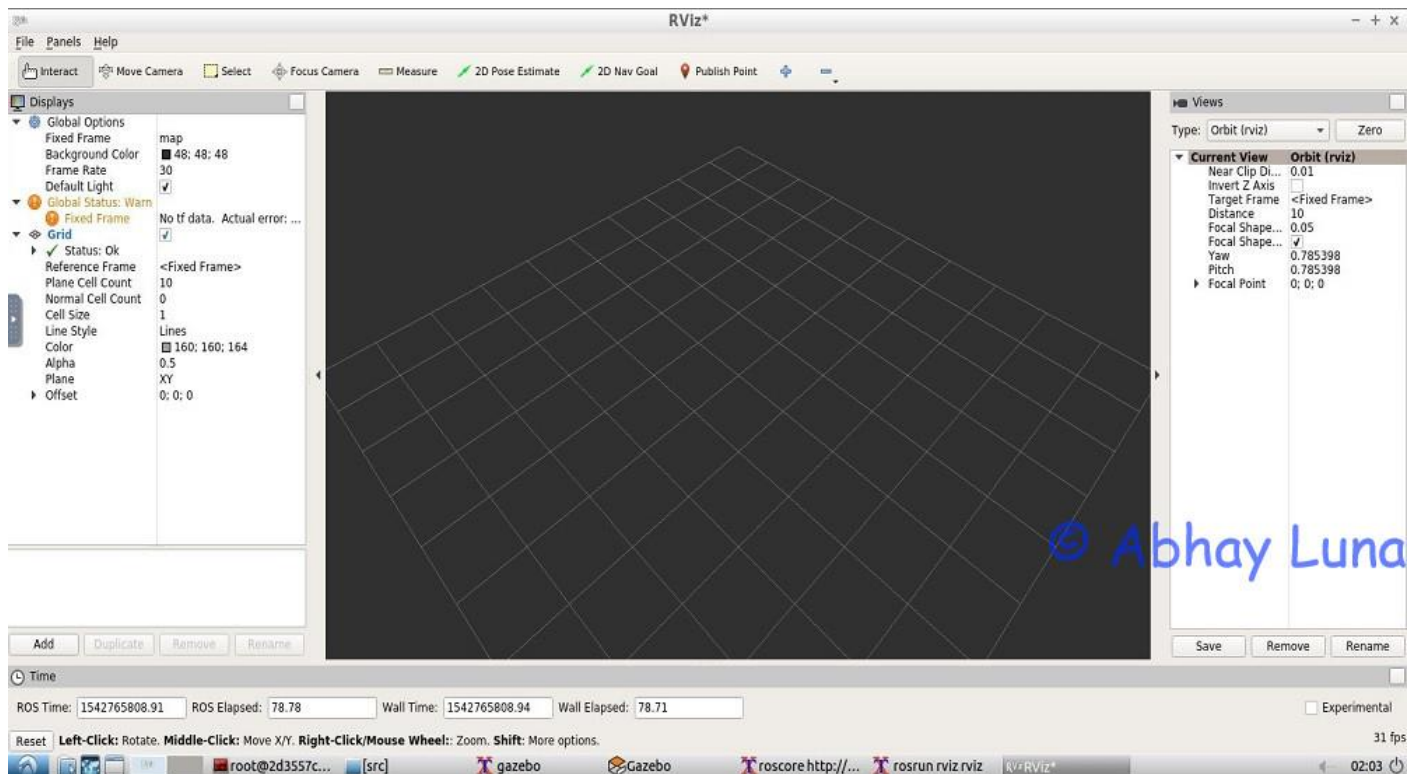 RViz*
File Panels Help
Interact Move Camera Select Focus Camera Measure 2D Pose Estimate 2D Nav Goal Publish Point
Displays
Global Options
Fixed Frame map
Background Color 48; 48; 48
Frame Rate 30
Default Light
Global Status: Warn
Fixed Frame No tf data. Actual error: ...
Grid
Status: Ok
Reference Frame <Fixed Frame>
Plane Cell Count 10
Normal Cell Count 0
Cell Size 1
Line Style Lines
Color 160; 160; 164
Alpha 0.5
Plane XY
Offset 0; 0; 0
Add Duplicate Remove Rename
Views
Type: Orbit (rviz) Zero
Current View Orbit (rviz)
Near Clip Di... 0.01
Invert Z Axis
Target Frame <Fixed Frame>
Distance 10
Focal Shape... 0.05
Focal Shape...
Yaw 0.785398
Pitch 0.785398
Focal Point 0; 0; 0
© Abhay Luna
Save Remove Rename
Time
ROS Time: 1542765808.91 ROS Elapsed: 78.78 Wall Time: 1542765808.94 Wall Elapsed: 78.71 Experimental
Reset Left-Click: Rotate. Middle-Click: Move X/Y. Right-Click/Mouse Wheel:: Zoom. Shift: More options. 31 fps
root@2d3557c... [src] gazebo Gazebo roscore http://... rosrun rviz rviz RViz* 02:03